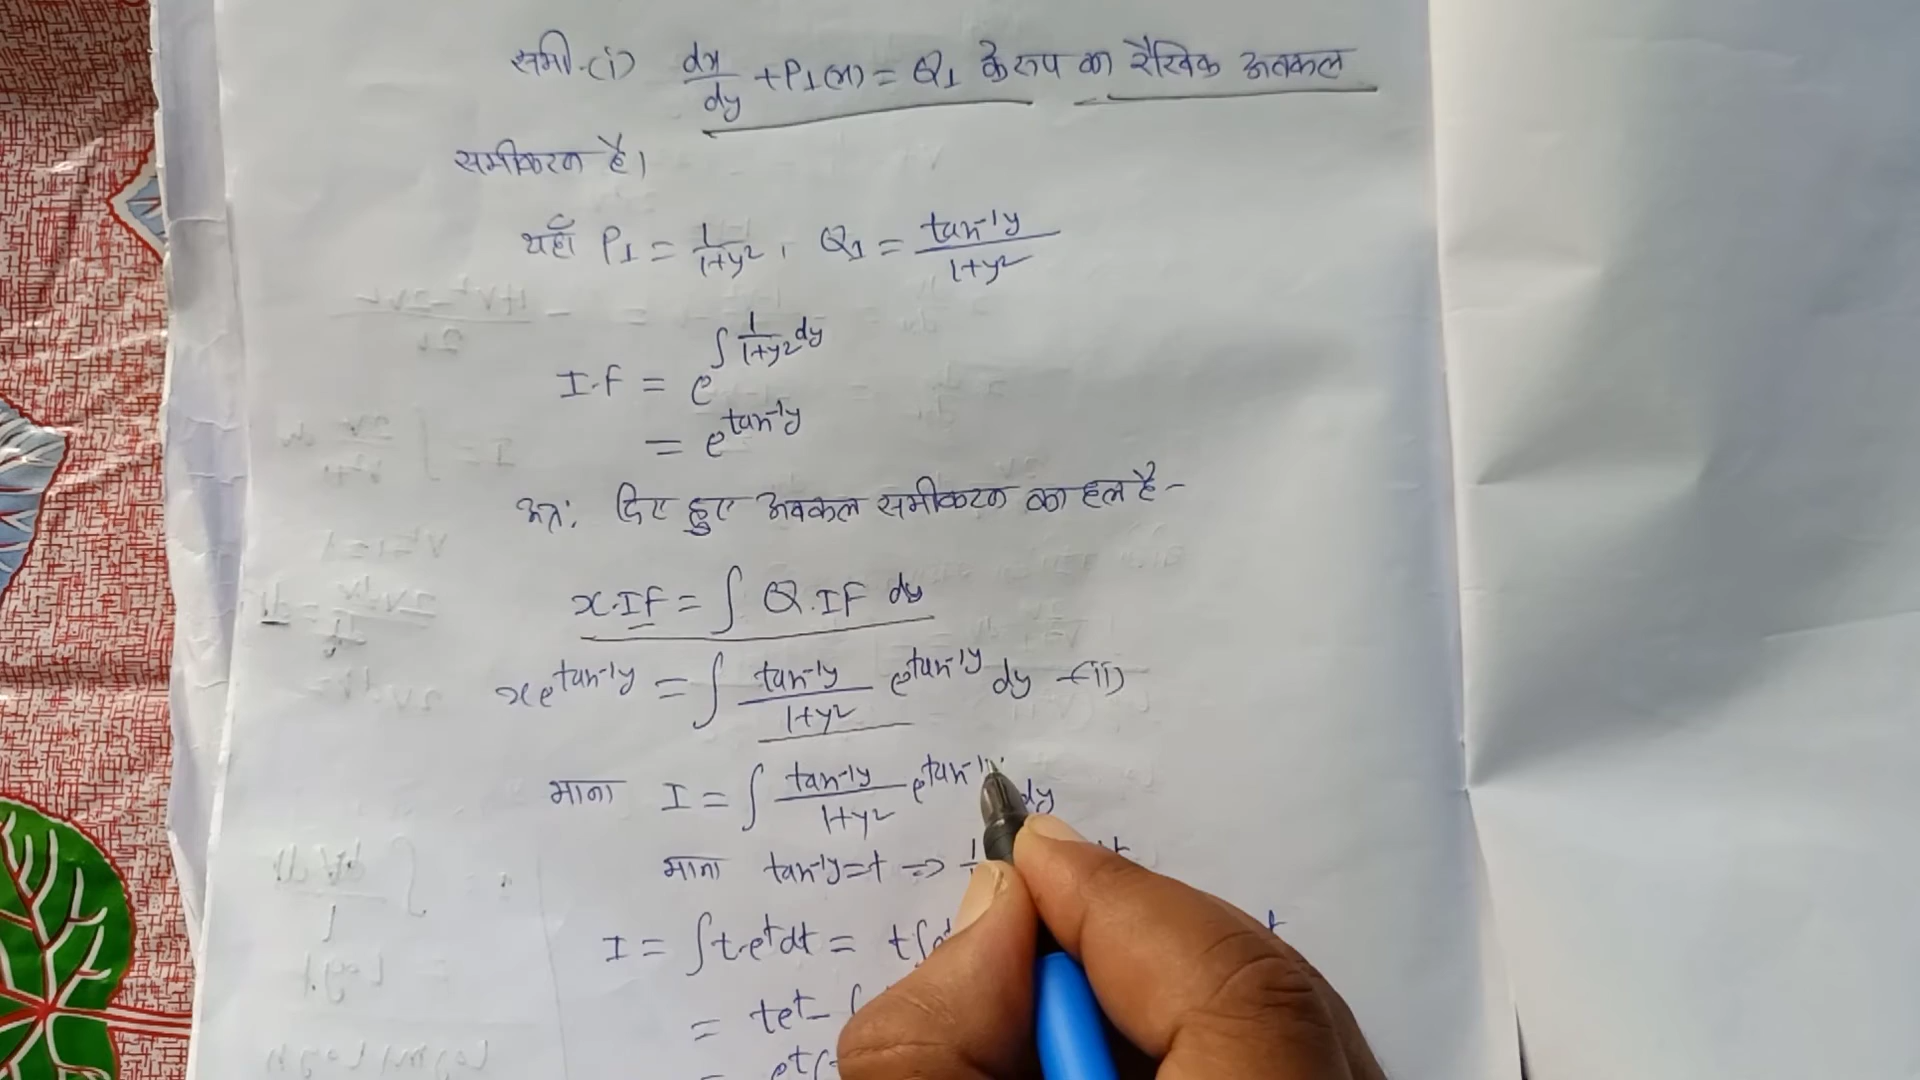 समी.(i) dx/dy + P₁(x) = Q₁ के रूप का रैखिक अवकल
समीकरण है।
यहाँ P₁ = 1/1+y², Q₁ = tan⁻¹y/1+y²
I.F = e^∫ 1/1+y² dy
= e^tan⁻¹y
अतः दिए हुए अवकल समीकरण का हल है -
x.IF = ∫ Q.IF dy
xe^tan⁻¹y = ∫ tan⁻¹y/1+y² e^tan⁻¹y dy -(ii)
माना I = ∫ tan⁻¹y/1+y² e^tan⁻¹ dy
माना tan⁻¹y = t ⇒ 1
I = ∫t.e^t dt = t∫
= te^t - ∫
= e^t(